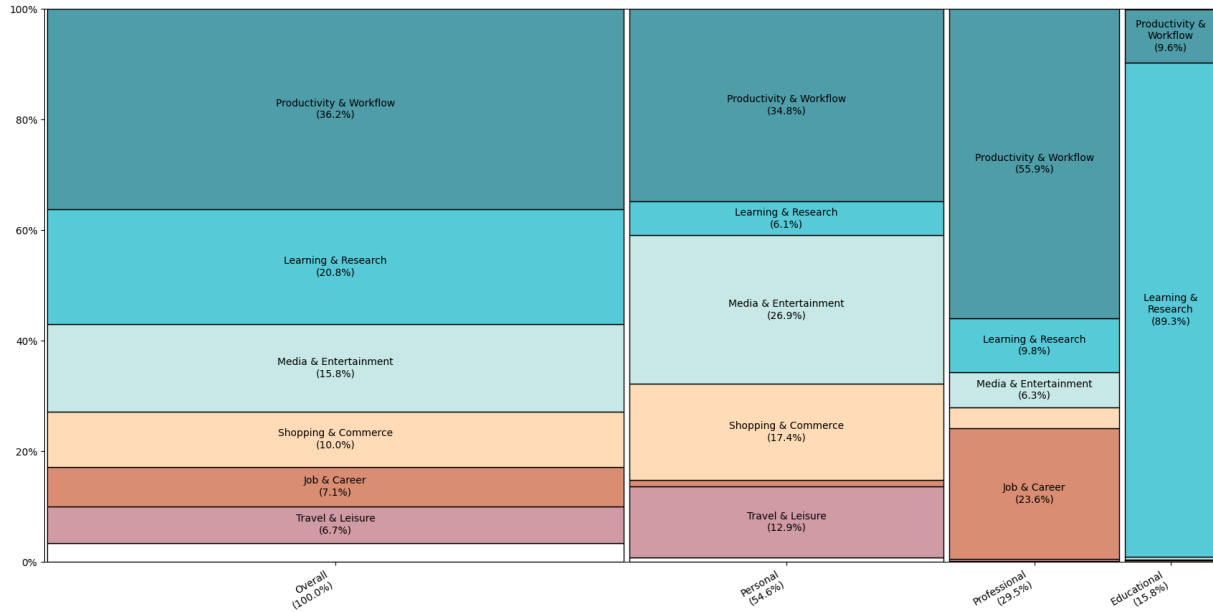 100%
80%
60%
40%
20%
0%
Productivity & Workflow
(36.2%)
Learning & Research
(20.8%)
Media & Entertainment
(15.8%)
Shopping & Commerce
(10.0%)
Job & Career
(7.1%)
Travel & Leisure
(6.7%)
Productivity & Workflow
(34.8%)
Learning & Research
(6.1%)
Media & Entertainment
(26.9%)
Shopping & Commerce
(17.4%)
Travel & Leisure
(12.9%)
Productivity & Workflow
(55.9%)
Learning & Research
(9.8%)
Media & Entertainment
(6.3%)
Job & Career
(23.6%)
Productivity &
Workflow
(9.6%)
Learning &
Research
(89.3%)
Overall
(100.0%)
Personal
(54.6%)
Professional
(29.5%)
Educational
(15.8%)